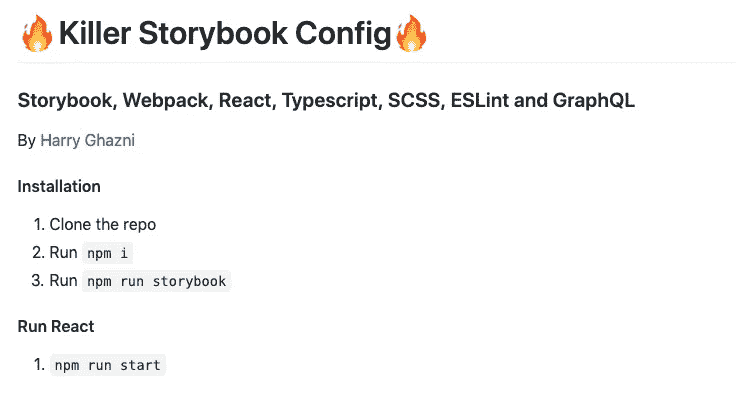 🔥Killer Storybook Config🔥
Storybook, Webpack, React, Typescript, SCSS, ESLint and GraphQL
By Harry Ghazni
Installation
1. Clone the repo
2. Run npm i
3. Run npm run storybook
Run React
1. npm run start